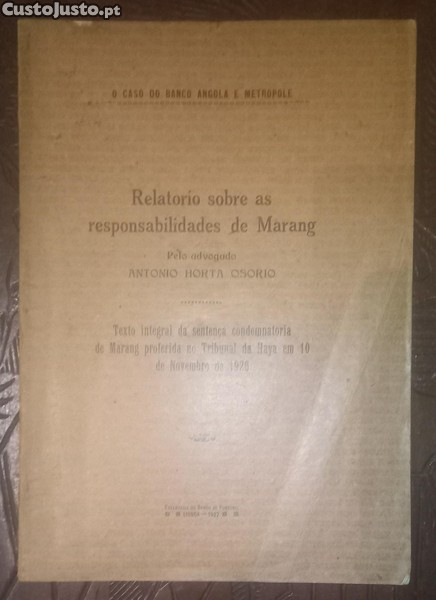 CustoJusto.pt
O CASO DO BANCO ANGOLA E METROPOLE
Relatorio sobre as
responsabilidades de Marang
Pelo advogado
ANTONIO HORTA OSORIO
Texto integral da sentença condemnatoria
de Marang proferida no Tribunal da Haya em 10
de Novembro de